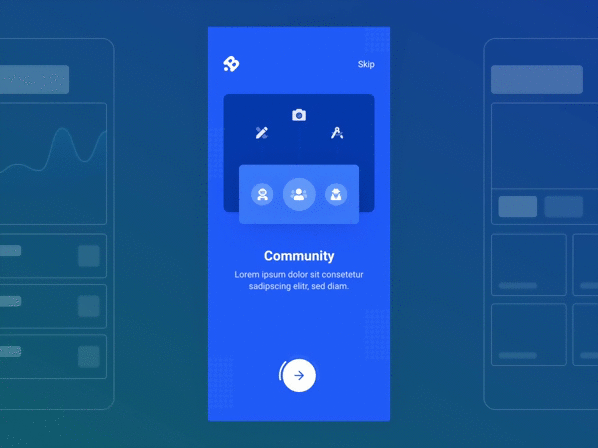 Skip
Community
Lorem ipsum dolor sit consetetur
sadipscing elitr, sed diam.